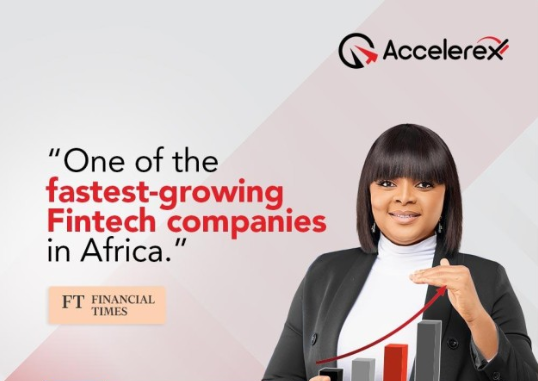 Accelerex
“One of the
fastest-growing
Fintech companies
in Africa.”
FT FINANCIAL
TIMES